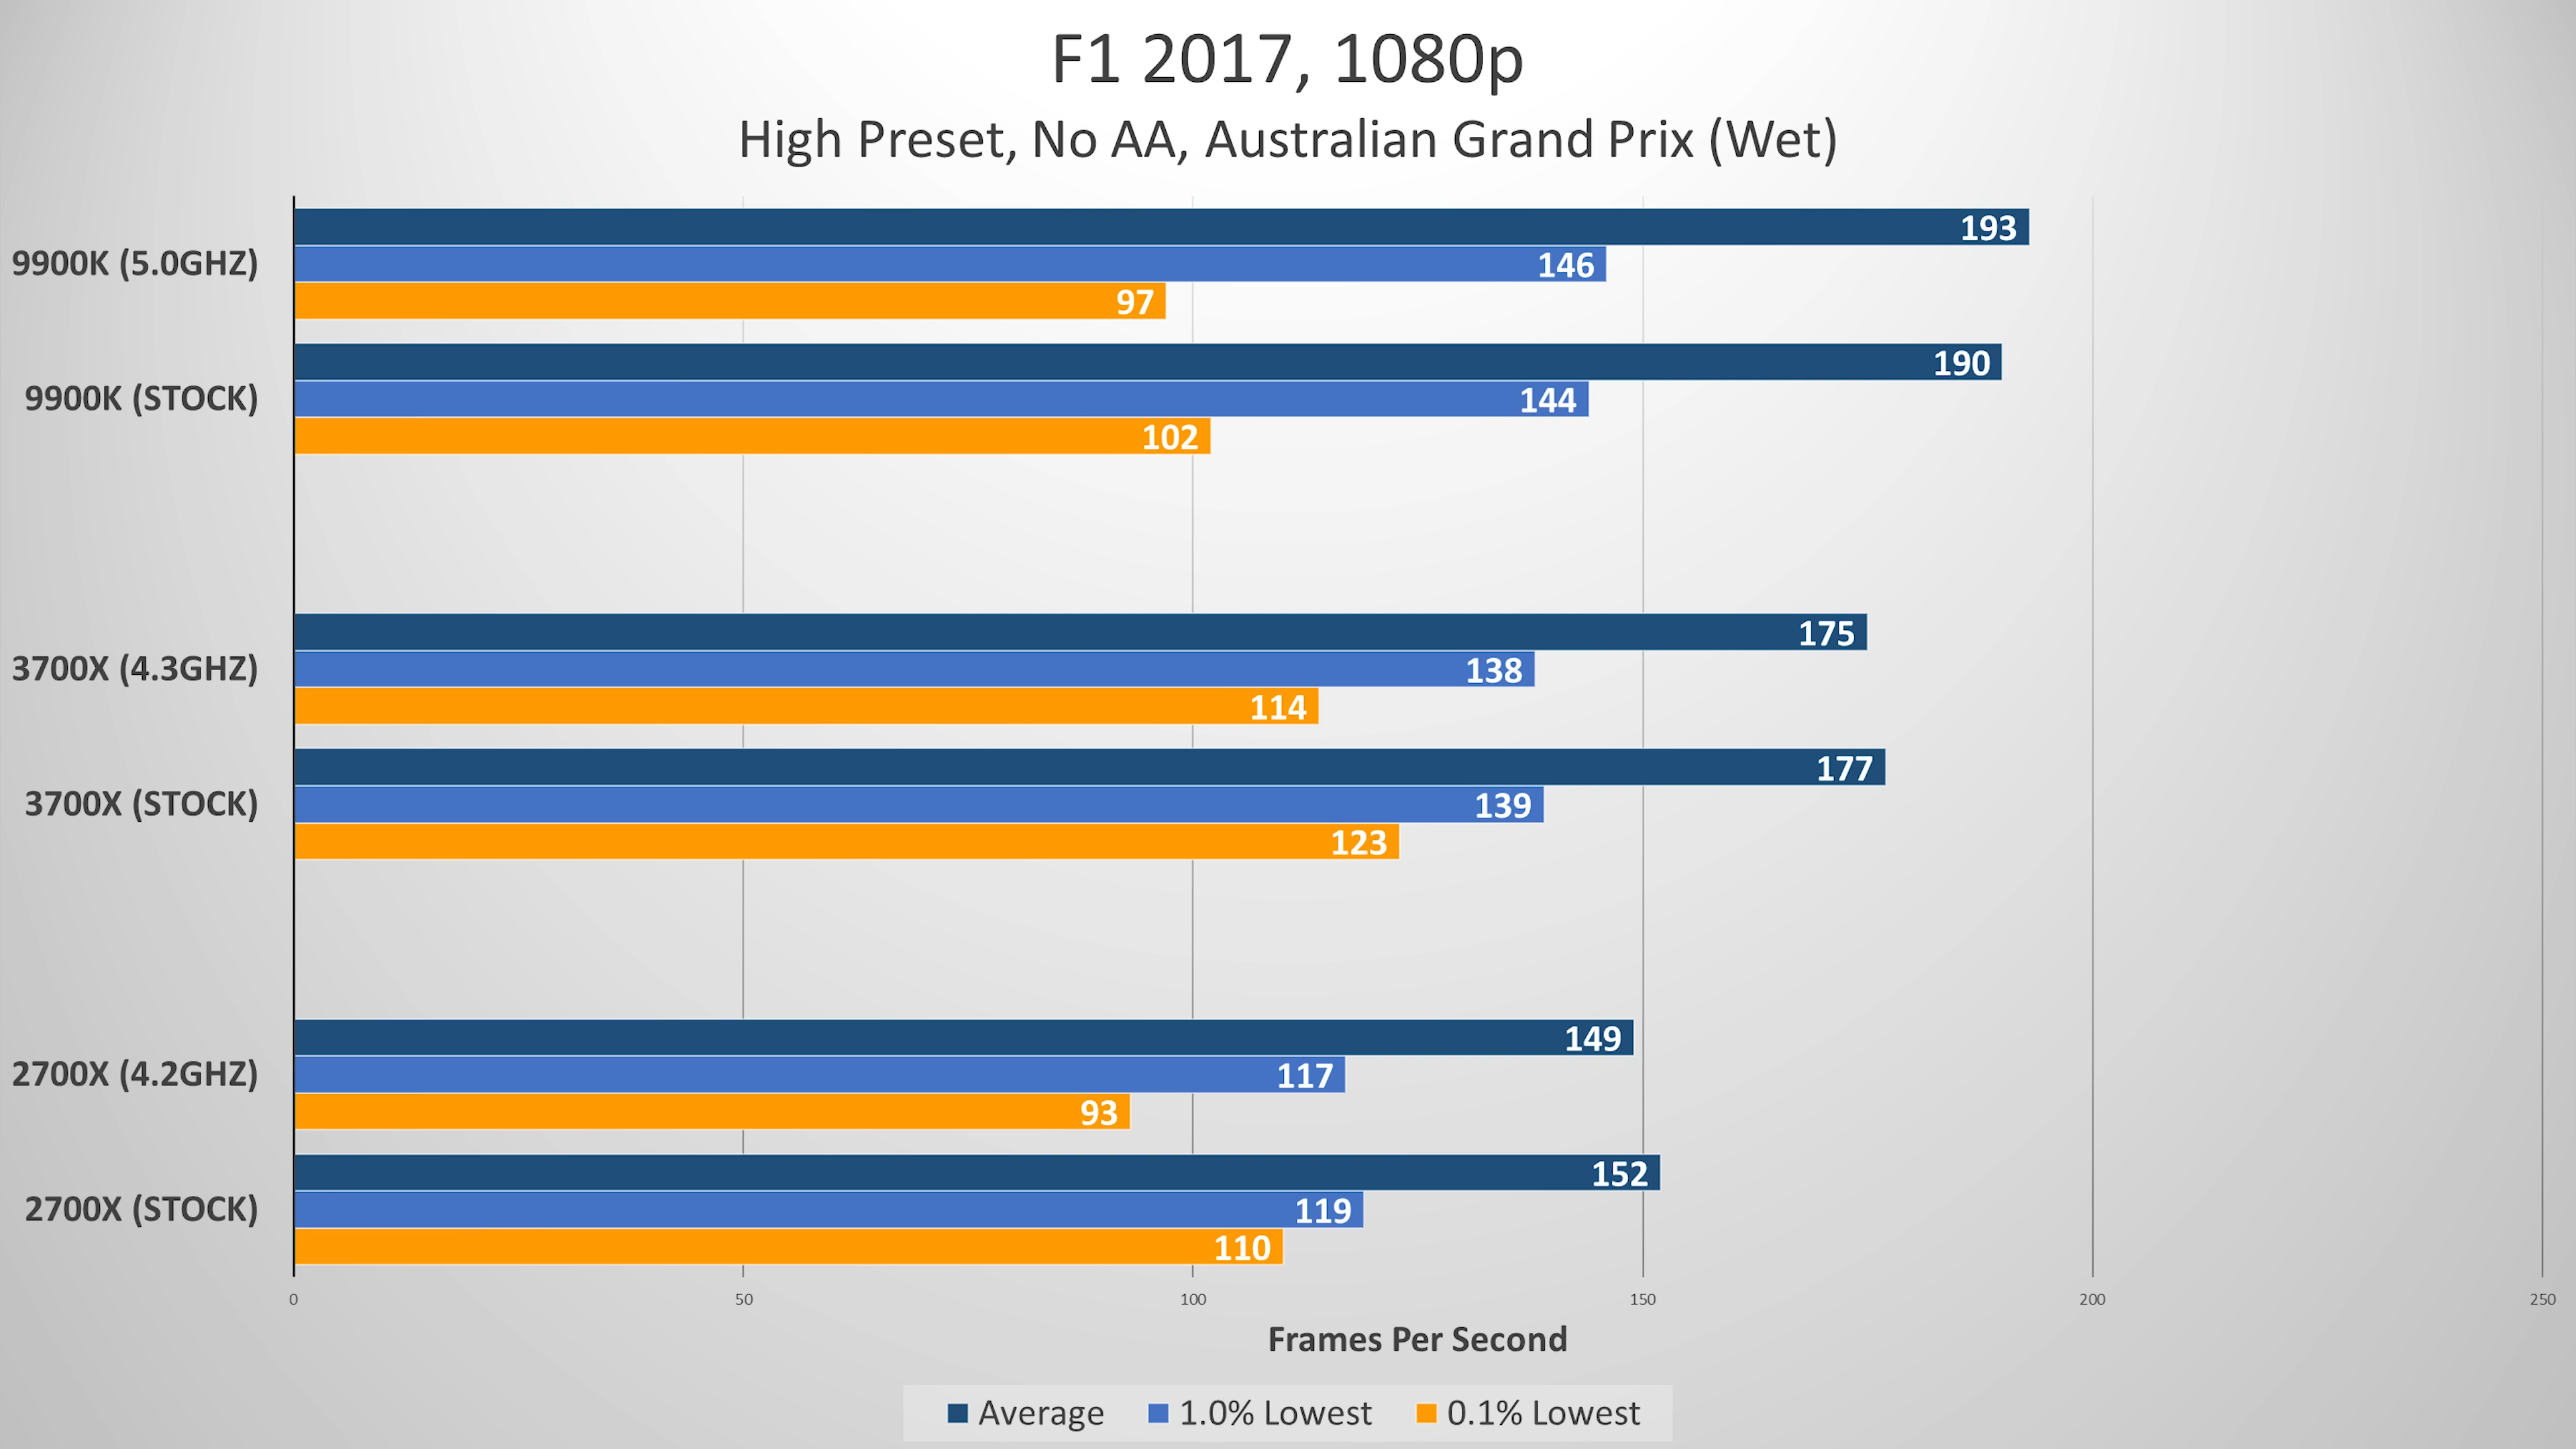 F1 2017, 1080p
High Preset, No AA, Australian Grand Prix (Wet)
193
9900K (5.0GHZ)
146
97
190
9900K (STOCK)
144
102
175
3700X (4.3GHZ)
138
114
177
3700X (STOCK)
139
123
149
2700X (4.2GHZ)
117
93
152
2700X (STOCK)
119
110
0 50 100 150 200 250
Frames Per Second
Average 1.0% Lowest 0.1% Lowest